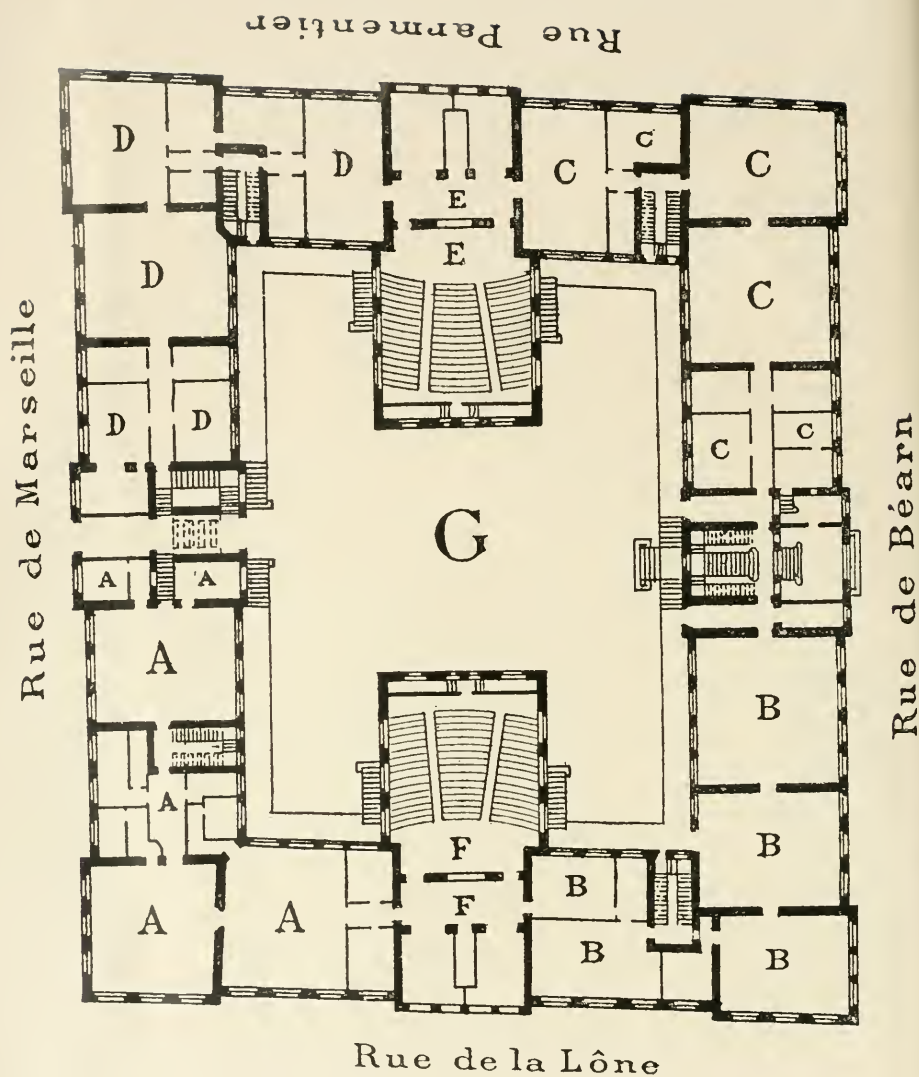 Rue Parmentier
D
D
C
C
C
E
E
D
C
Rue de Marseille
D
D
C
C
Rue de Béarn
G
A
A
A
B
A
B
F
F
B
A
A
B
B
Rue de la Lône